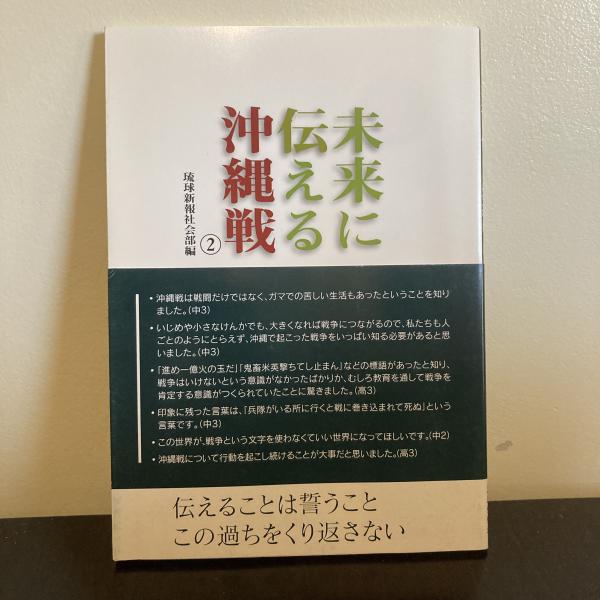 未来に
伝える
沖縄戦
②
琉球新報社会部編
・沖縄戦は戦闘だけではなく、ガマでの苦しい生活もあったということを知り
ました。(中3)
・いじめや小さなけんかでも、大きくなれば戦争につながるので、私たちも人
ごとのようにとらえず、沖縄で起こった戦争をいっぱい知る必要があると思
いました。(中3)
・「進め一億火の玉だ」「鬼畜米英撃ちてし止まん」などの標語があったと知り、
戦争はいけないという意識がなかったばかりか、むしろ教育を通して戦争を
肯定する意識がつくられていたことに驚きました。(高3)
・印象に残った言葉は、「兵隊がいる所に行くと戦に巻き込まれて死ぬ」という
言葉です。(中3)
・この世界が、戦争という文字を使わなくていい世界になってほしいです。(中2)
・沖縄戦について行動を起こし続けることが大事だと思いました。(高3)
伝えることは誓うこと
この過ちをくり返さない